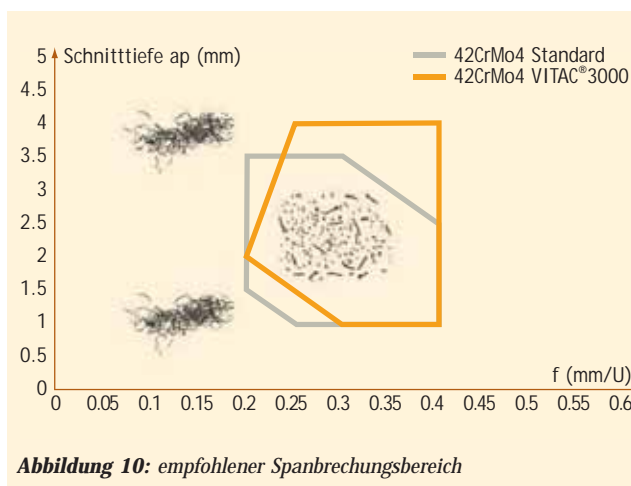 5 Schnitttiefe ap (mm)
42CrMo4 Standard
42CrMo4 VITAC®3000
4.5
4
3.5
3
2.5
2
1.5
1
0.5
0
f (mm/U)
0 0.05 0.1 0.15 0.2 0.25 0.3 0.35 0.4 0.45 0.5 0.55 0.6
Abbildung 10: empfohlener Spanbrechungsbereich